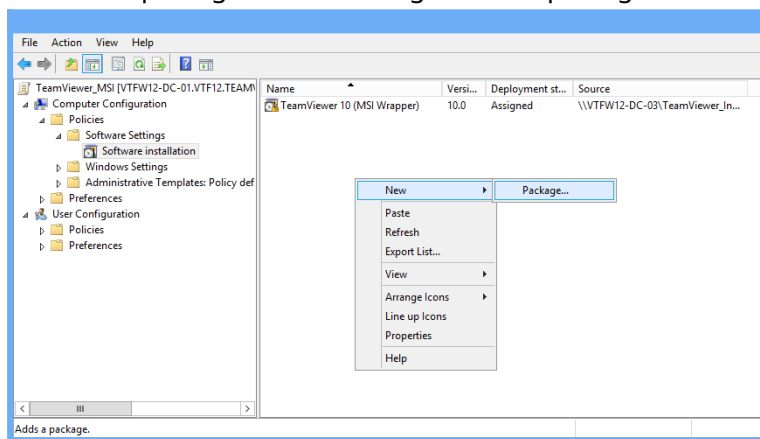 File Action View Help
TeamViewer_MSI [VTFW12-DC-01.VTF12.TEAM
Computer Configuration
Policies
Software Settings
Software installation
Windows Settings
Administrative Templates: Policy def
Preferences
User Configuration
Policies
Preferences
Name Versi... Deployment st... Source
TeamViewer 10 (MSI Wrapper) 10.0 Assigned \\VTFW12-DC-03\TeamViewer_In...
New
Package...
Paste
Refresh
Export List...
View
Arrange Icons
Line up Icons
Properties
Help
Adds a package.